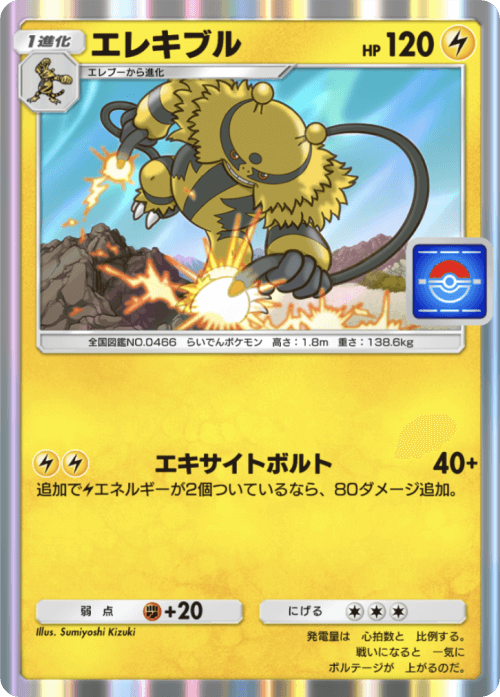 1進化
エレキブル
HP 120
エレブーから進化
全国図鑑NO.0466 らいでんポケモン 高さ：1.8m 重さ：138.6kg
エキサイトボルト 40+
追加でエネルギーが2個ついているなら、80ダメージ追加。
弱点 +20 にげる
Illus. Sumiyoshi Kizuki
発電量は 心拍数と 比例する。
戦いになると 一気に
ボルテージが 上がるのだ。